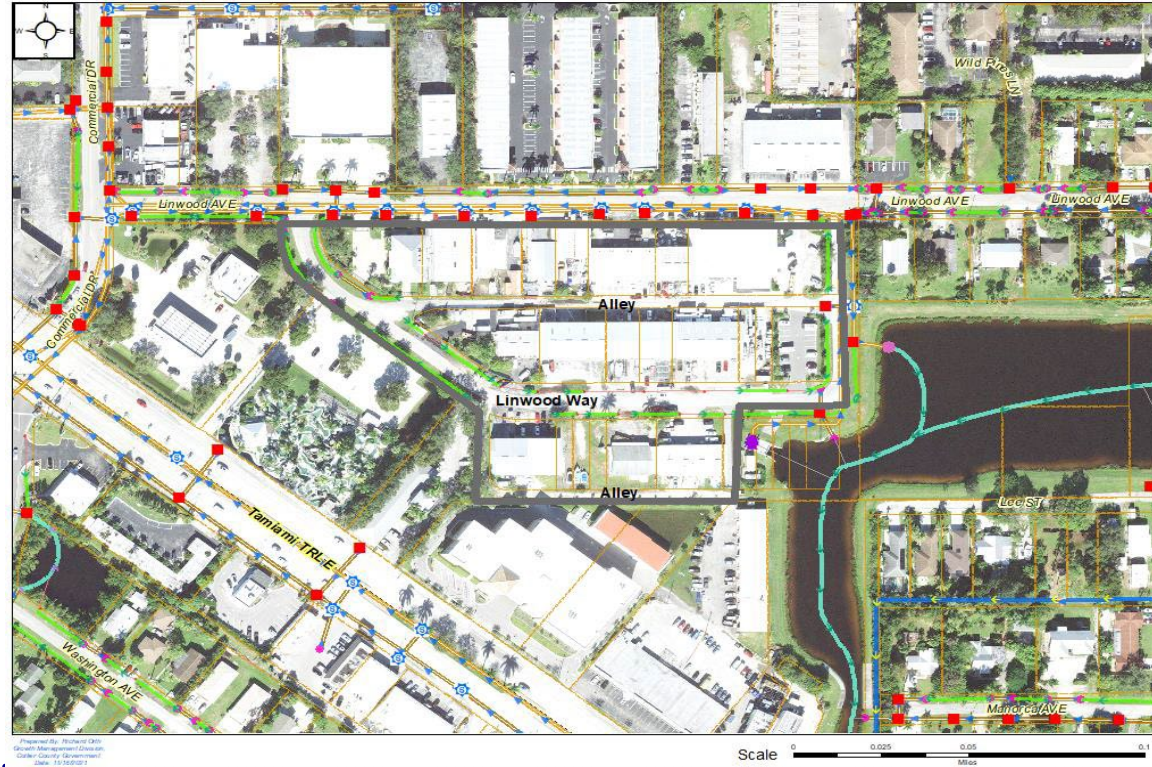 N
W E
S
Commercial DR
Wild Pines LN
Linwood AVE
Linwood AVE
Linwood AVE
Commercial DR
Alley
Linwood Way
Alley
Lee ST
Tamiami TRL E
Washington AVE
Manorca AVE
Prepared By: Richard Orth
Growth Management Division
Collier County Government
Scale 0 0.025 0.05 0.1
Miles